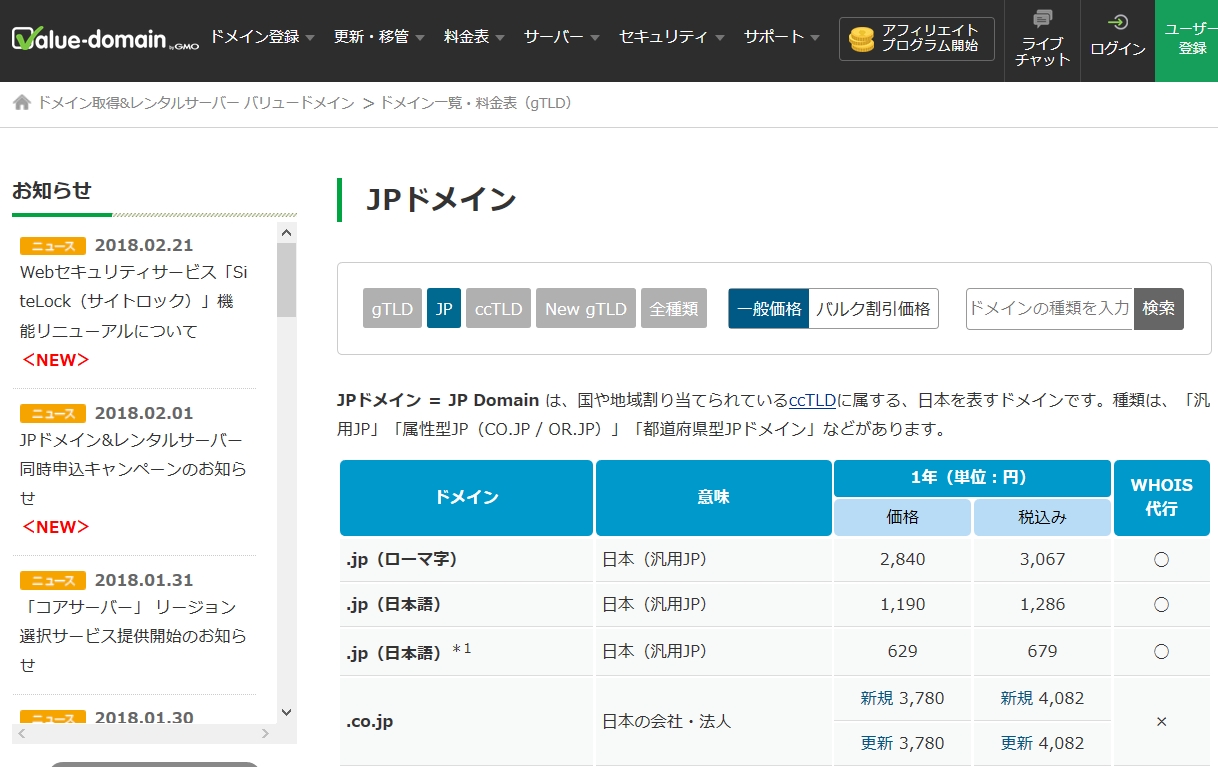 Value-domain by GMO
ドメイン登録 更新・移管 料金表 サーバー セキュリティ サポート
アフィリエイト
プログラム開始
ライブ
チャット
ログイン
ユーザー
登録
ドメイン取得&レンタルサーバー バリュードメイン > ドメイン一覧・料金表（gTLD）
お知らせ
ニュース 2018.02.21
Webセキュリティサービス「Si
teLock（サイトロック）」機
能リニューアルについて
＜NEW＞
ニュース 2018.02.01
JPドメイン&レンタルサーバー
同時申込キャンペーンのお知ら
せ
＜NEW＞
ニュース 2018.01.31
「コアサーバー」 リージョン
選択サービス提供開始のお知ら
せ
ニュース 2018.01.30
JPドメイン
gTLD JP ccTLD New gTLD 全種類 一般価格 バルク割引価格 ドメインの種類を入力 検索
JPドメイン = JP Domain は、国や地域割り当てられているccTLDに属する、日本を表すドメインです。種類は、「汎
用JP」「属性型JP（CO.JP / OR.JP）」「都道府県型JPドメイン」などがあります。
ドメイン 意味 1年（単位：円） WHOIS
代行
価格 税込み
.jp（ローマ字） 日本（汎用JP） 2,840 3,067 ○
.jp（日本語） 日本（汎用JP） 1,190 1,286 ○
.jp（日本語）＊1 日本（汎用JP） 629 679 ○
.co.jp 日本の会社・法人 新規 3,780 新規 4,082 ×
更新 3,780 更新 4,082